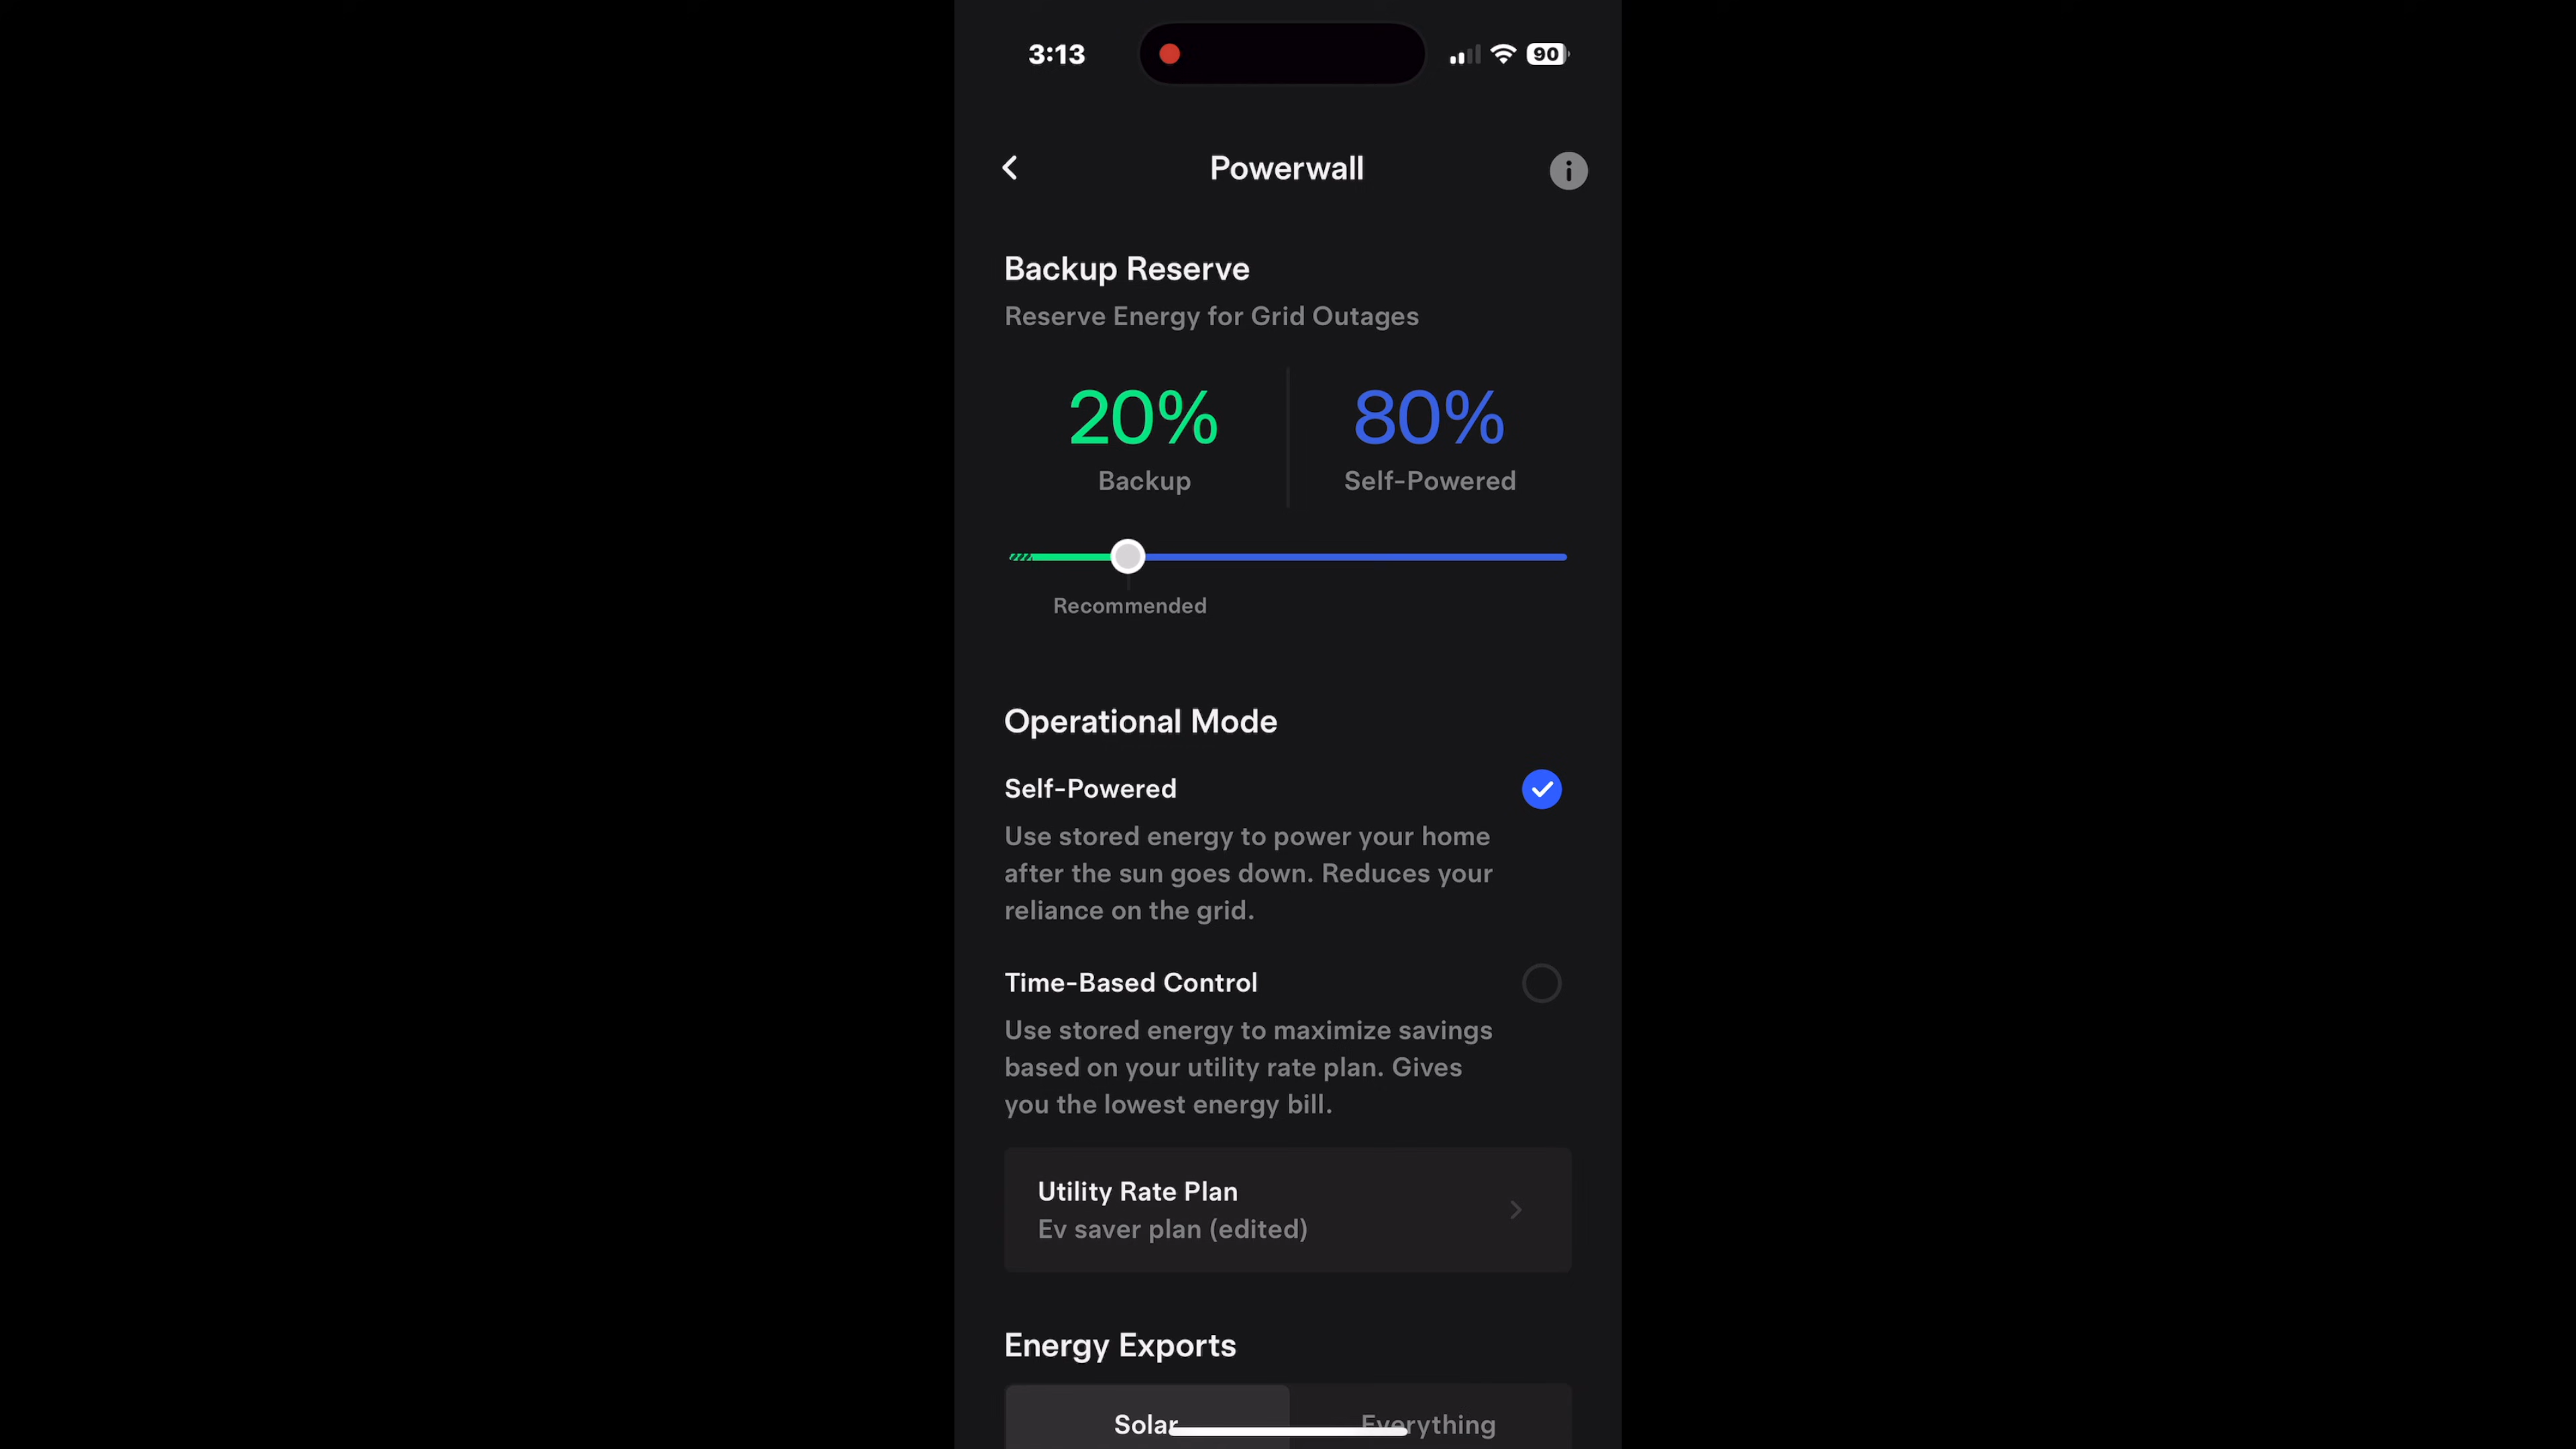 3:13
90
Powerwall
Backup Reserve
Reserve Energy for Grid Outages
20%
80%
Backup
Self-Powered
Recommended
Operational Mode
Self-Powered
Use stored energy to power your home
after the sun goes down. Reduces your
reliance on the grid.
Time-Based Control
Use stored energy to maximize savings
based on your utility rate plan. Gives
you the lowest energy bill.
Utility Rate Plan
Ev saver plan (edited)
Energy Exports
Solar
Everything